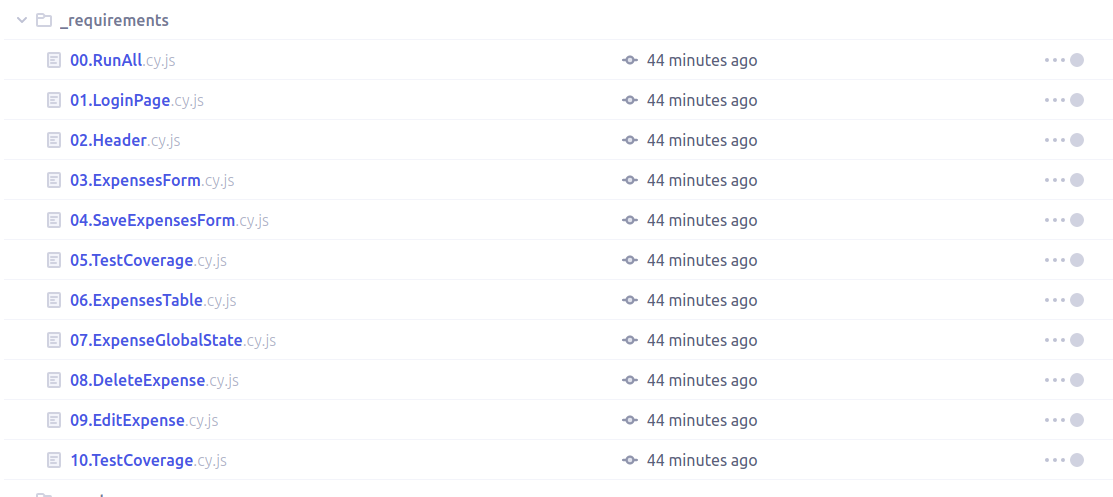 _requirements
00.RunAll.cy.js 44 minutes ago
01.LoginPage.cy.js 44 minutes ago
02.Header.cy.js 44 minutes ago
03.ExpensesForm.cy.js 44 minutes ago
04.SaveExpensesForm.cy.js 44 minutes ago
05.TestCoverage.cy.js 44 minutes ago
06.ExpensesTable.cy.js 44 minutes ago
07.ExpenseGlobalState.cy.js 44 minutes ago
08.DeleteExpense.cy.js 44 minutes ago
09.EditExpense.cy.js 44 minutes ago
10.TestCoverage.cy.js 44 minutes ago